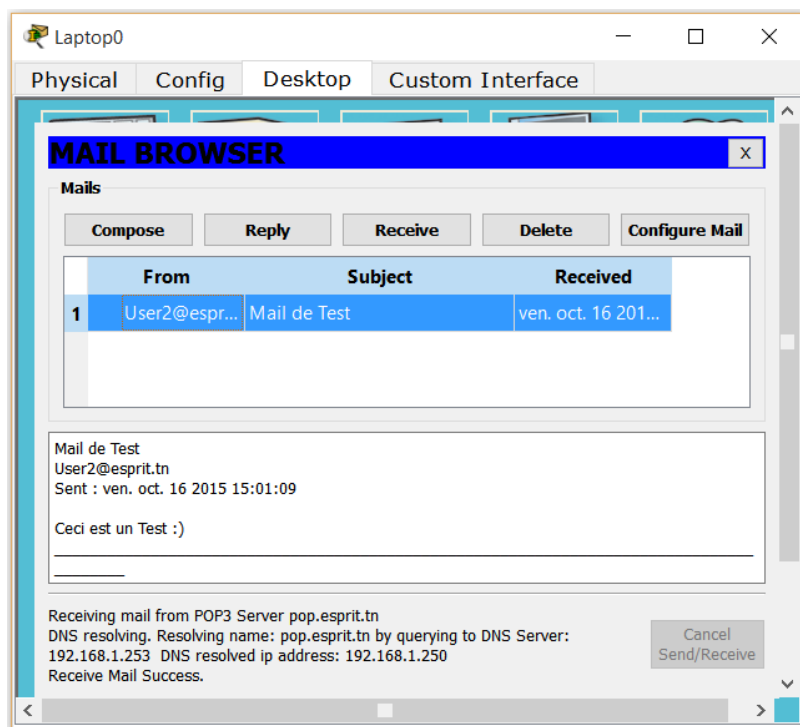 Laptop0
Physical Config Desktop Custom Interface
MAIL BROWSER X
Mails
Compose Reply Receive Delete Configure Mail
From Subject Received
1 User2@espr... Mail de Test ven. oct. 16 201...
Mail de Test
User2@esprit.tn
Sent : ven. oct. 16 2015 15:01:09
Ceci est un Test :)
Receiving mail from POP3 Server pop.esprit.tn
DNS resolving. Resolving name: pop.esprit.tn by querying to DNS Server:
192.168.1.253 DNS resolved ip address: 192.168.1.250
Receive Mail Success.
Cancel
Send/Receive